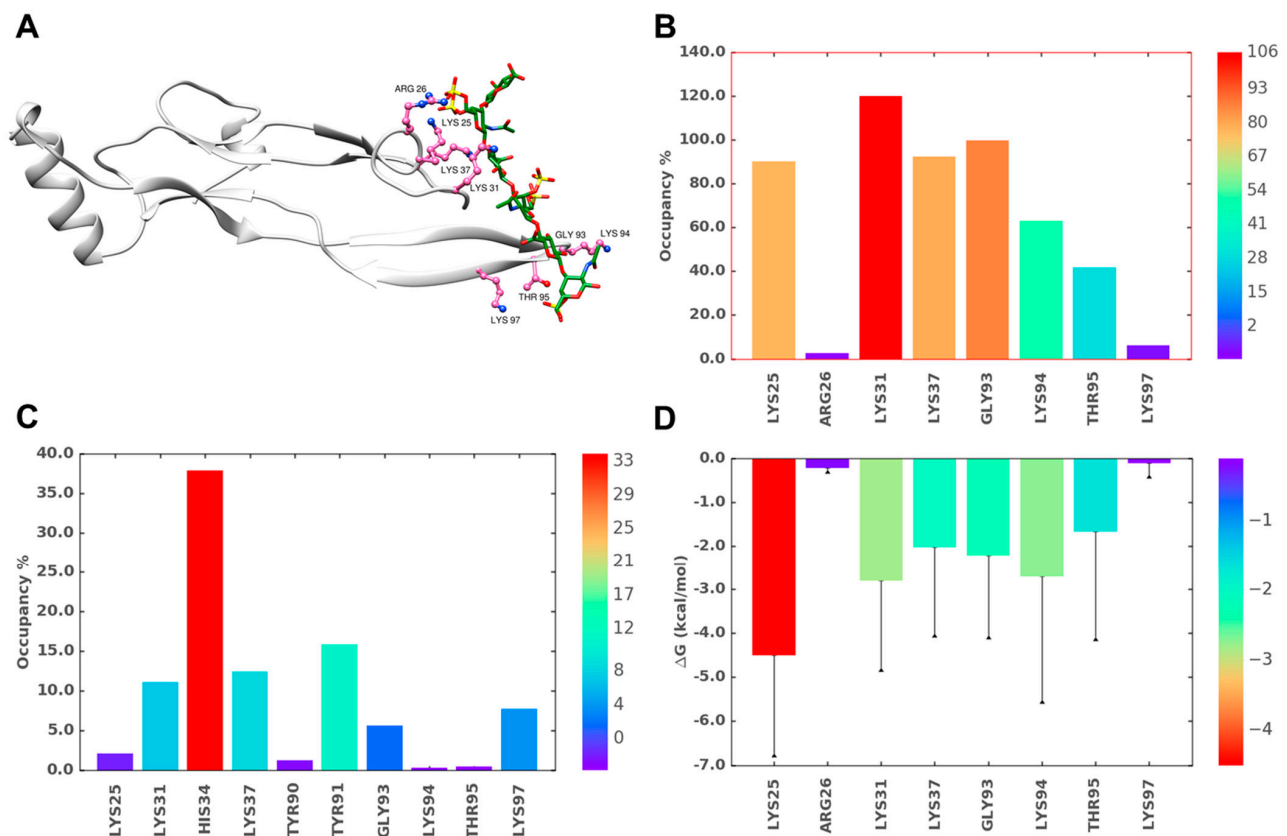 A
ARG 26
LYS 25
LYS 37
LYS 31
GLY 93
LYS 94
THR 95
LYS 97
B
140.0
120.0
100.0
80.0
60.0
40.0
20.0
0.0
Occupancy %
LYS25
ARG26
LYS31
LYS37
GLY93
LYS94
THR95
LYS97
106
93
80
67
54
41
28
15
2
C
40.0
35.0
30.0
25.0
20.0
15.0
10.0
5.0
0.0
Occupancy %
LYS25
LYS31
HIS34
LYS37
TYR90
TYR91
GLY93
LYS94
THR95
LYS97
33
29
25
21
17
12
8
4
0
D
0.0
-1.0
-2.0
-3.0
-4.0
-5.0
-6.0
-7.0
ΔG (kcal/mol)
LYS25
ARG26
LYS31
LYS37
GLY93
LYS94
THR95
LYS97
−1
−2
−3
−4